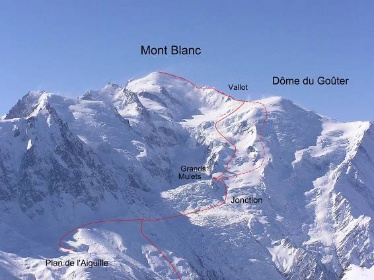 Mont Blanc
Vallot
Dôme du Goûter
Grands
Mulets
Jonction
Plan de l'Aiguille